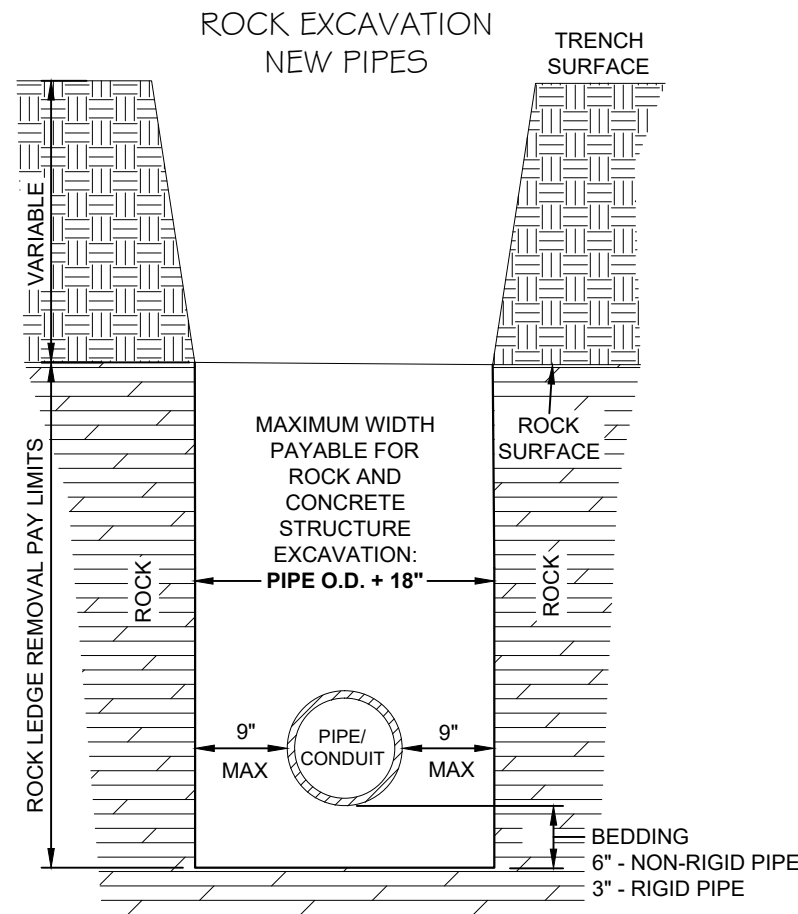 ROCK EXCAVATION
NEW PIPES
TRENCH
SURFACE
VARIABLE
ROCK LEDGE REMOVAL PAY LIMITS
MAXIMUM WIDTH
PAYABLE FOR
ROCK AND
CONCRETE
STRUCTURE
EXCAVATION:
PIPE O.D. + 18"
ROCK
SURFACE
ROCK
ROCK
9"
MAX
PIPE/
CONDUIT
9"
MAX
BEDDING
6" - NON-RIGID PIPE
3" - RIGID PIPE